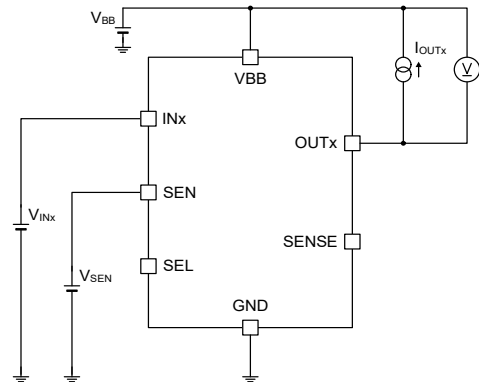 VBB
IOUTx
VBB
V
INx
OUTx
SEN
VINx
SENSE
SEL
VSEN
GND